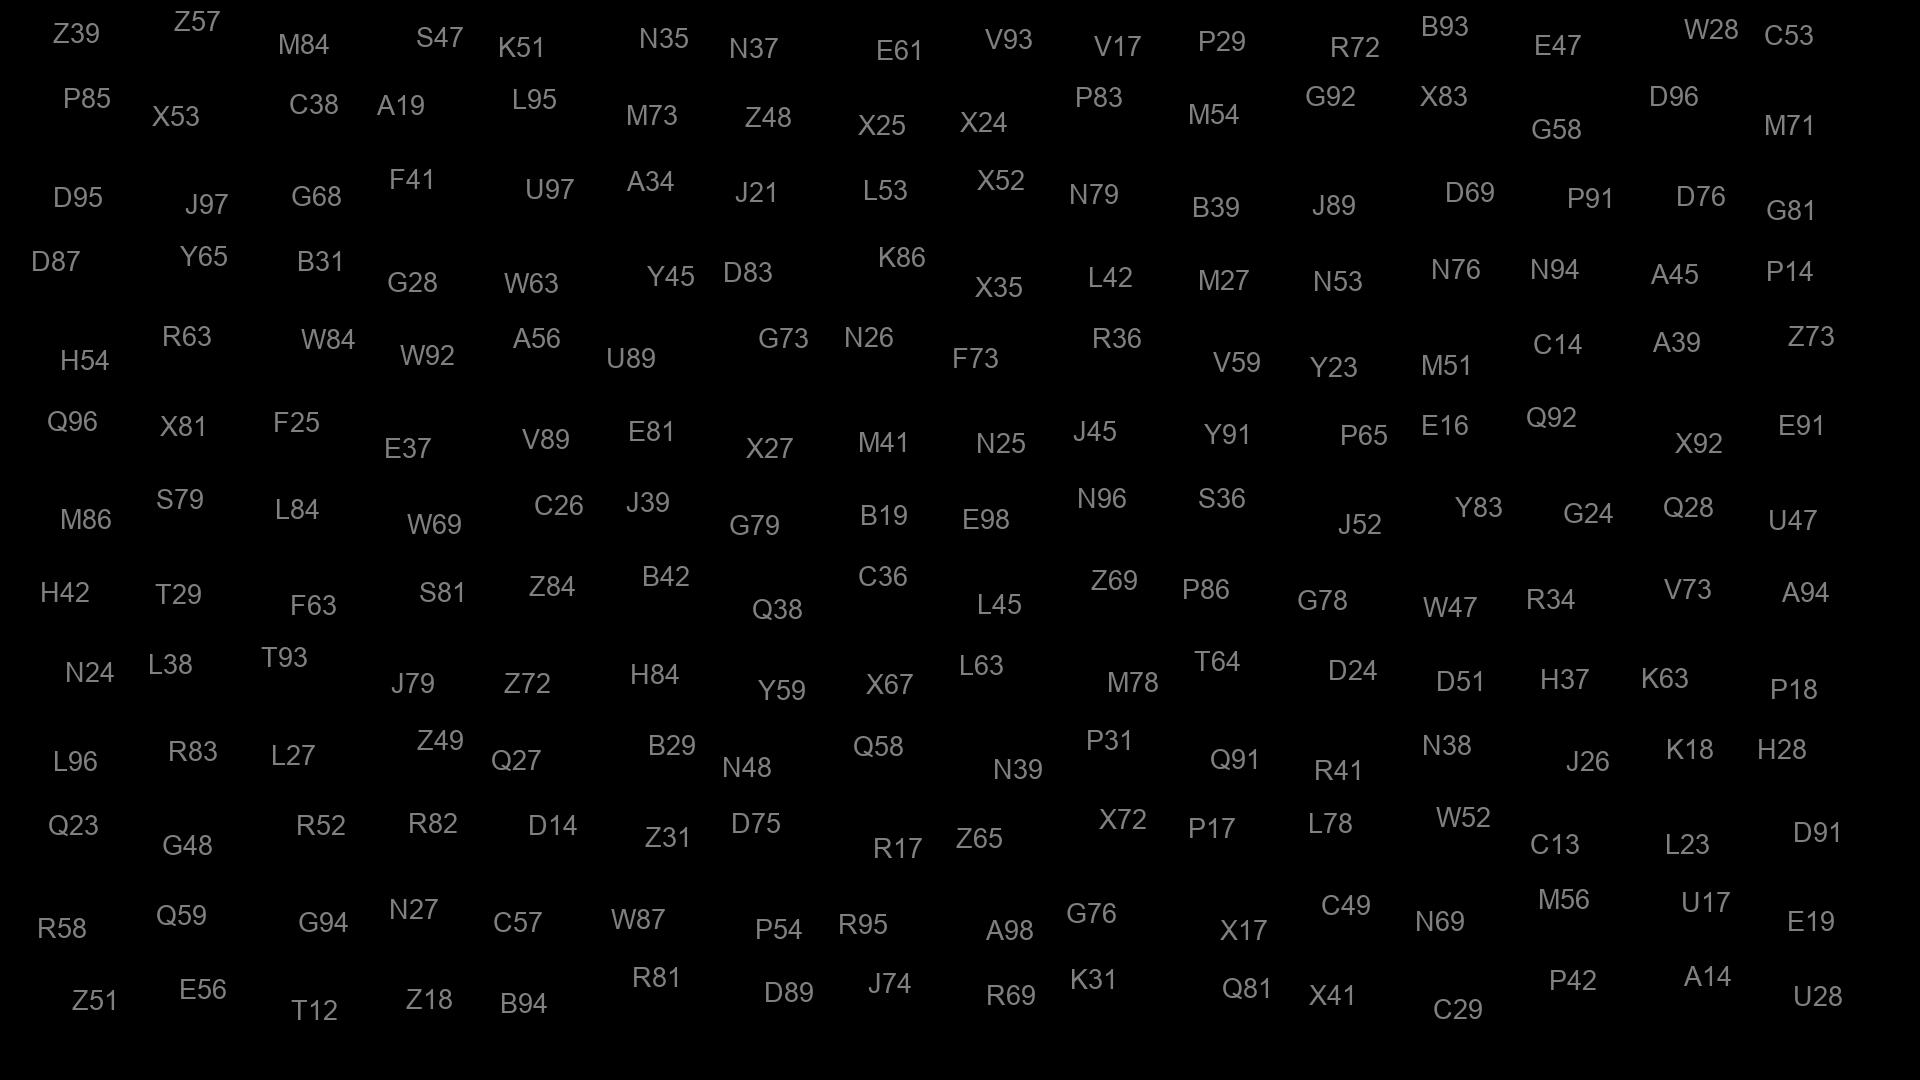 Z39 Z57 M84 S47 K51 N35 N37 E61 V93 V17 P29 R72 B93 E47 W28 C53
P85 X53 C38 A19 L95 M73 Z48 X25 X24 P83 M54 G92 X83 G58 D96 M71
D95 J97 G68 F41 U97 A34 J21 L53 X52 N79 B39 J89 D69 P91 D76 G81
D87 Y65 B31 G28 W63 Y45 D83 K86 X35 L42 M27 N53 N76 N94 A45 P14
H54 R63 W84 W92 A56 U89 G73 N26 F73 R36 V59 Y23 M51 C14 A39 Z73
Q96 X81 F25 E37 V89 E81 X27 M41 N25 J45 Y91 P65 E16 Q92 X92 E91
M86 S79 L84 W69 C26 J39 G79 B19 E98 N96 S36 J52 Y83 G24 Q28 U47
H42 T29 F63 S81 Z84 B42 Q38 C36 L45 Z69 P86 G78 W47 R34 V73 A94
N24 L38 T93 J79 Z72 H84 Y59 X67 L63 M78 T64 D24 D51 H37 K63 P18
L96 R83 L27 Z49 Q27 B29 N48 Q58 N39 P31 Q91 R41 N38 J26 K18 H28
Q23 G48 R52 R82 D14 Z31 D75 R17 Z65 X72 P17 L78 W52 C13 L23 D91
R58 Q59 G94 N27 C57 W87 P54 R95 A98 G76 X17 C49 N69 M56 U17 E19
Z51 E56 T12 Z18 B94 R81 D89 J74 R69 K31 Q81 X41 C29 P42 A14 U28